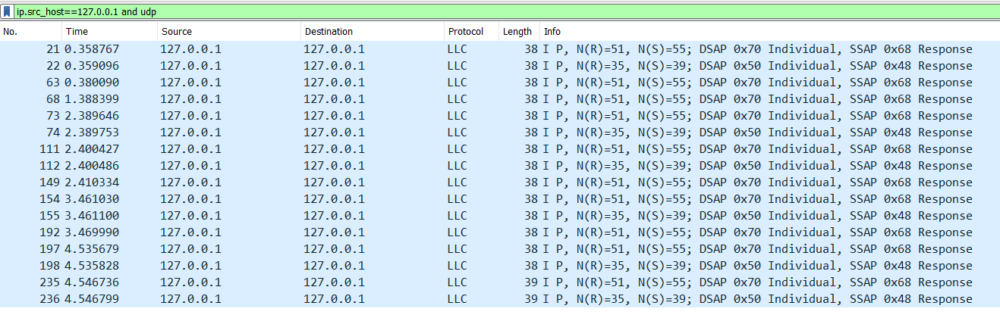 ip.src_host==127.0.0.1 and udp
No. Time Source Destination Protocol Length Info
21 0.358767 127.0.0.1 127.0.0.1 LLC 38 I P, N(R)=51, N(S)=55; DSAP 0x70 Individual, SSAP 0x68 Response
22 0.359096 127.0.0.1 127.0.0.1 LLC 38 I P, N(R)=35, N(S)=39; DSAP 0x50 Individual, SSAP 0x48 Response
63 0.380090 127.0.0.1 127.0.0.1 LLC 38 I P, N(R)=51, N(S)=55; DSAP 0x70 Individual, SSAP 0x68 Response
68 1.388399 127.0.0.1 127.0.0.1 LLC 38 I P, N(R)=51, N(S)=55; DSAP 0x70 Individual, SSAP 0x68 Response
73 2.389646 127.0.0.1 127.0.0.1 LLC 38 I P, N(R)=51, N(S)=55; DSAP 0x70 Individual, SSAP 0x68 Response
74 2.389753 127.0.0.1 127.0.0.1 LLC 38 I P, N(R)=35, N(S)=39; DSAP 0x50 Individual, SSAP 0x48 Response
111 2.400427 127.0.0.1 127.0.0.1 LLC 38 I P, N(R)=51, N(S)=55; DSAP 0x70 Individual, SSAP 0x68 Response
112 2.400486 127.0.0.1 127.0.0.1 LLC 38 I P, N(R)=35, N(S)=39; DSAP 0x50 Individual, SSAP 0x48 Response
149 2.410334 127.0.0.1 127.0.0.1 LLC 38 I P, N(R)=51, N(S)=55; DSAP 0x70 Individual, SSAP 0x68 Response
154 3.461030 127.0.0.1 127.0.0.1 LLC 38 I P, N(R)=51, N(S)=55; DSAP 0x70 Individual, SSAP 0x68 Response
155 3.461100 127.0.0.1 127.0.0.1 LLC 38 I P, N(R)=35, N(S)=39; DSAP 0x50 Individual, SSAP 0x48 Response
192 3.469990 127.0.0.1 127.0.0.1 LLC 38 I P, N(R)=51, N(S)=55; DSAP 0x70 Individual, SSAP 0x68 Response
197 4.535679 127.0.0.1 127.0.0.1 LLC 38 I P, N(R)=51, N(S)=55; DSAP 0x70 Individual, SSAP 0x68 Response
198 4.535828 127.0.0.1 127.0.0.1 LLC 38 I P, N(R)=35, N(S)=39; DSAP 0x50 Individual, SSAP 0x48 Response
235 4.546736 127.0.0.1 127.0.0.1 LLC 39 I P, N(R)=51, N(S)=55; DSAP 0x70 Individual, SSAP 0x68 Response
236 4.546799 127.0.0.1 127.0.0.1 LLC 39 I P, N(R)=35, N(S)=39; DSAP 0x50 Individual, SSAP 0x48 Response